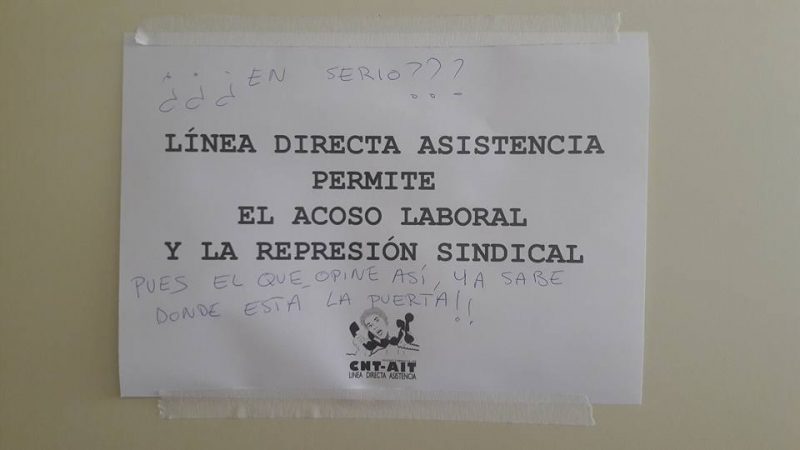 ¿¿¿EN SERIO???
LÍNEA DIRECTA ASISTENCIA
PERMITE
EL ACOSO LABORAL
Y LA REPRESIÓN SINDICAL
PUES EL QUE OPINE ASÍ, YA SABE
DONDE ESTA LA PUERTA!!
CNT-AIT
LINEA DIRECTA ASISTENCIA